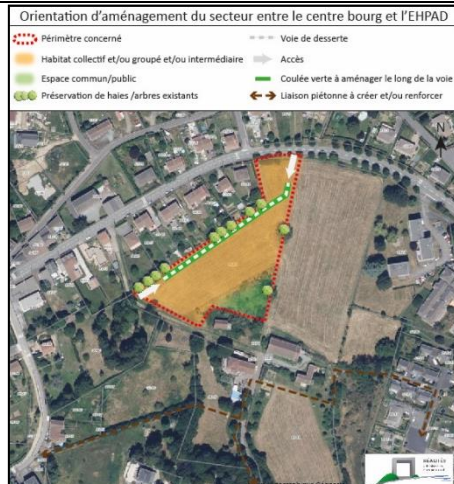 Orientation d'aménagement du secteur entre le centre bourg et l'EHPAD
Périmètre concerné
Voie de desserte
Habitat collectif et/ou groupé et/ou intermédiaire
Accès
Espace commun/public
Coulée verte à aménager le long de la voie
Préservation de haies /arbres existants
Liaison piétonne à créer et/ou renforcer
N